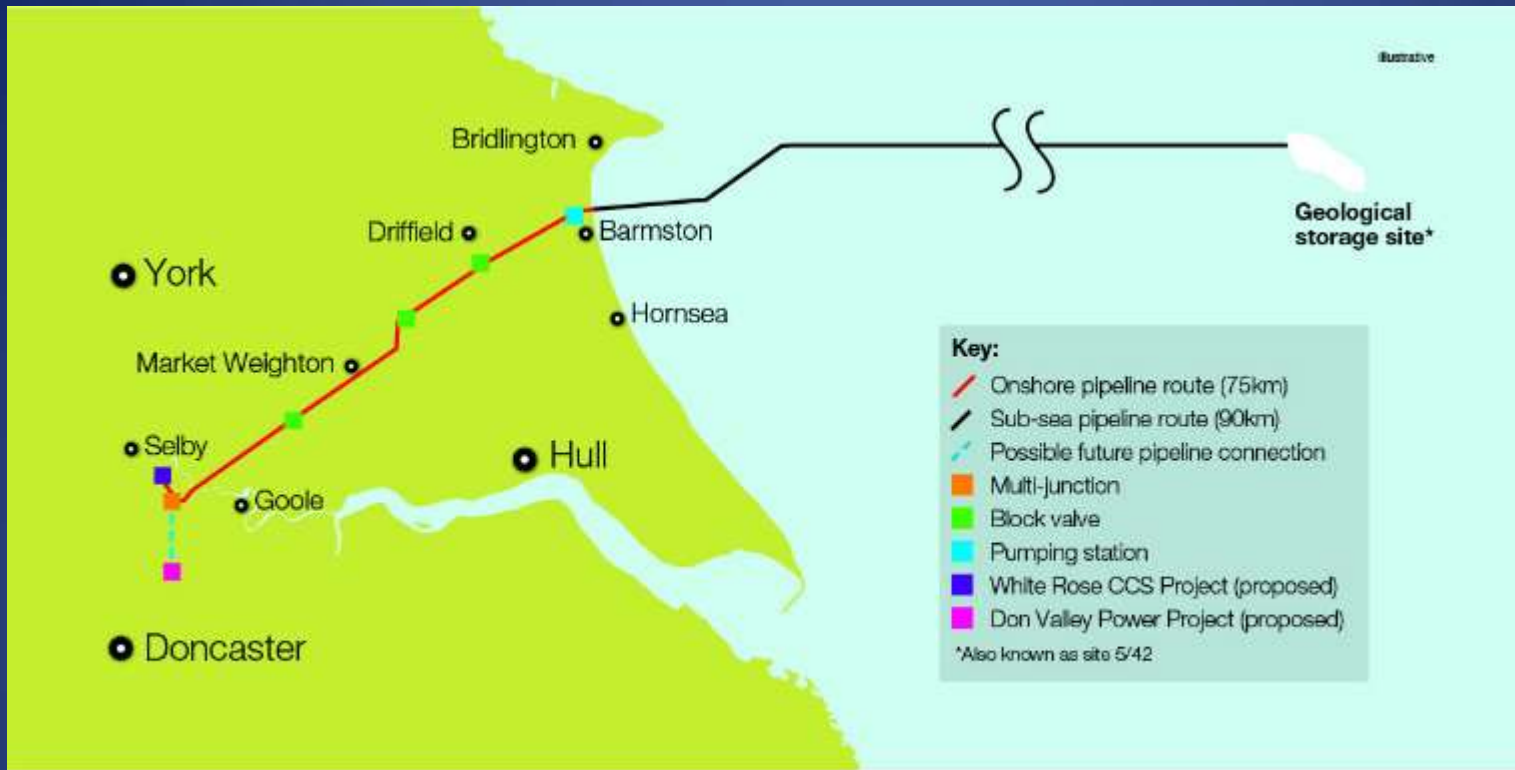 illustrative
Bridlington
Driffield
Barmston
York
Geological
storage site*
Hornsea
Market Weighton
Selby
Hull
Goole
Doncaster
Key:
Onshore pipeline route (75km)
Sub-sea pipeline route (90km)
Possible future pipeline connection
Multi-junction
Block valve
Pumping station
White Rose CCS Project (proposed)
Don Valley Power Project (proposed)
*Also known as site 5/42